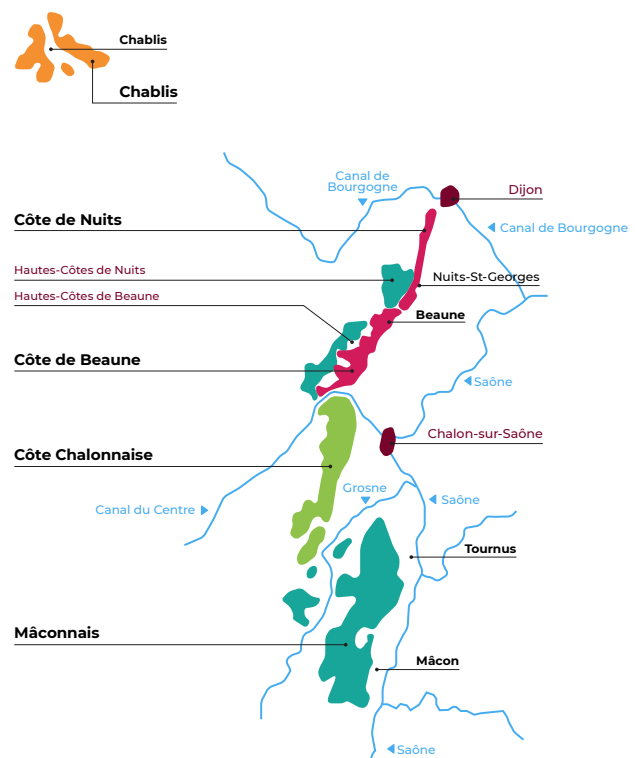 Chablis
Chablis
Canal de
Bourgogne
Dijon
Côte de Nuits
Canal de Bourgogne
Hautes-Côtes de Nuits
Nuits-St-Georges
Hautes-Côtes de Beaune
Beaune
Côte de Beaune
Saône
Chalon-sur-Saône
Côte Chalonnaise
Grosne
Saône
Canal du Centre
Tournus
Mâconnais
Mâcon
Saône